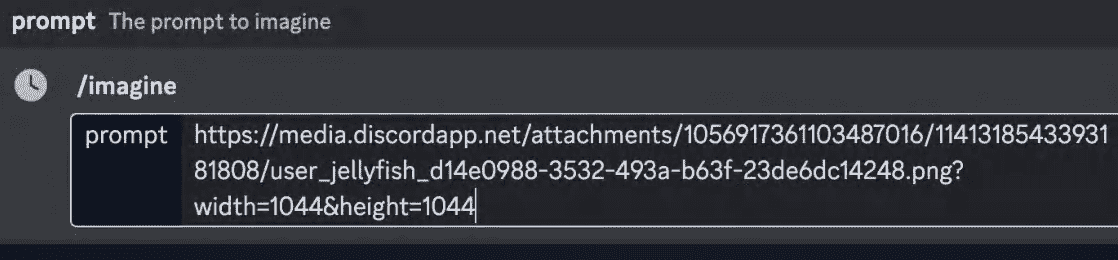 prompt The prompt to imagine
/imagine
prompt https://media.discordapp.net/attachments/1056917361103487016/11413185433931
81808/user_jellyfish_d14e0988-3532-493a-b63f-23de6dc14248.png?
width=1044&height=1044